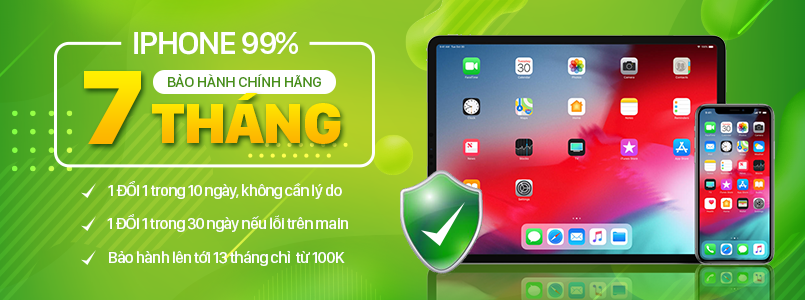 IPHONE 99%
BẢO HÀNH CHÍNH HÃNG
7 THÁNG
1 ĐỔI 1 trong 10 ngày, không cần lý do
1 ĐỔI 1 trong 30 ngày nếu lỗi trên main
Bảo hành lên tới 13 tháng chỉ từ 100K